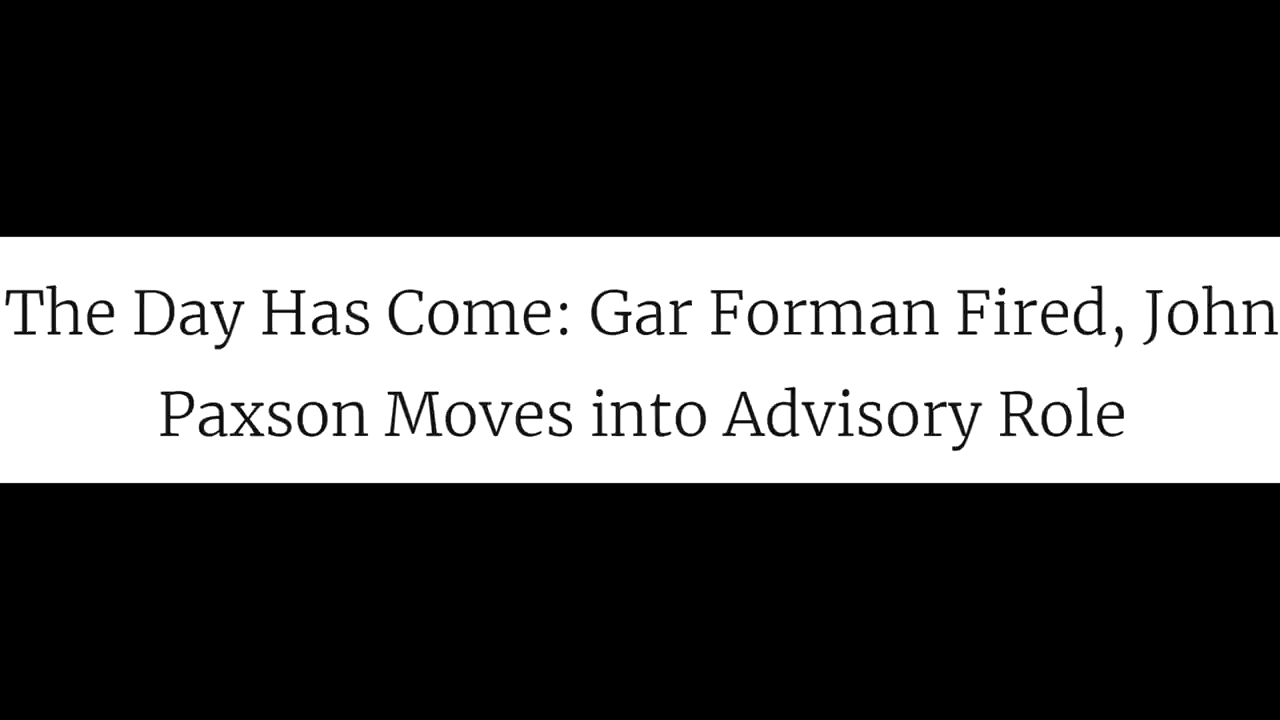 The Day Has Come: Gar Forman Fired, John
Paxson Moves into Advisory Role